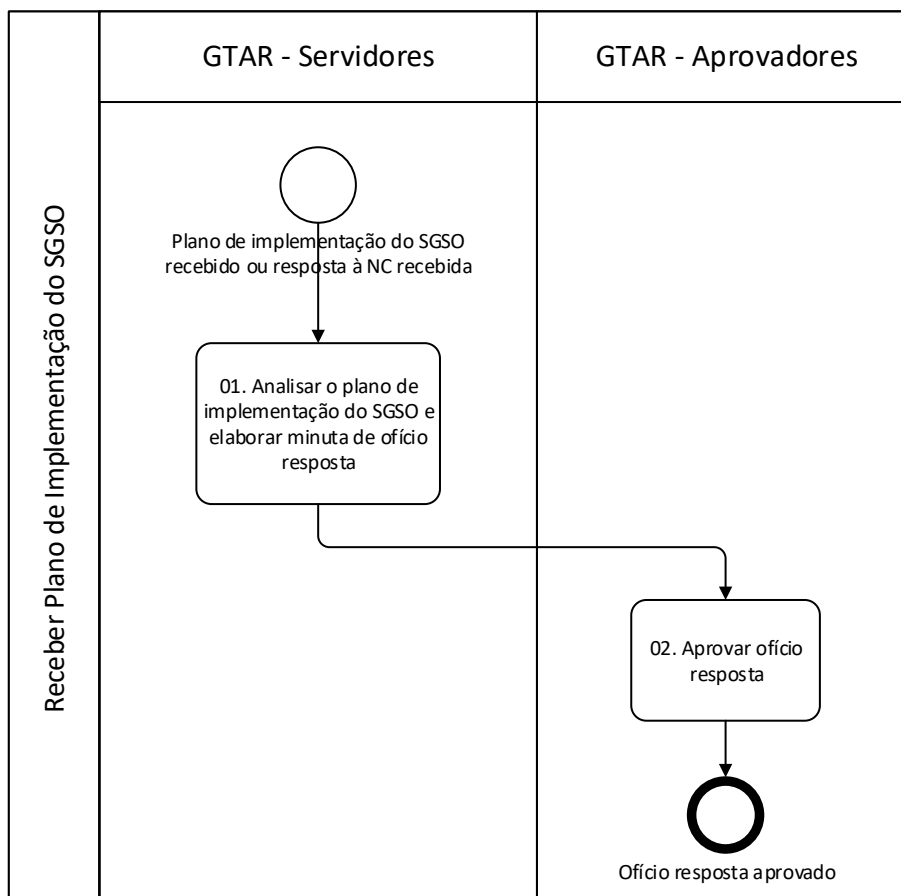 Receber Plano de Implementação do SGSO
GTAR - Servidores
GTAR - Aprovadores
Plano de implementação do SGSO
recebido ou resposta à NC recebida
01. Analisar o plano de
implementação do SGSO e
elaborar minuta de ofício
resposta
02. Aprovar ofício
resposta
Ofício resposta aprovado